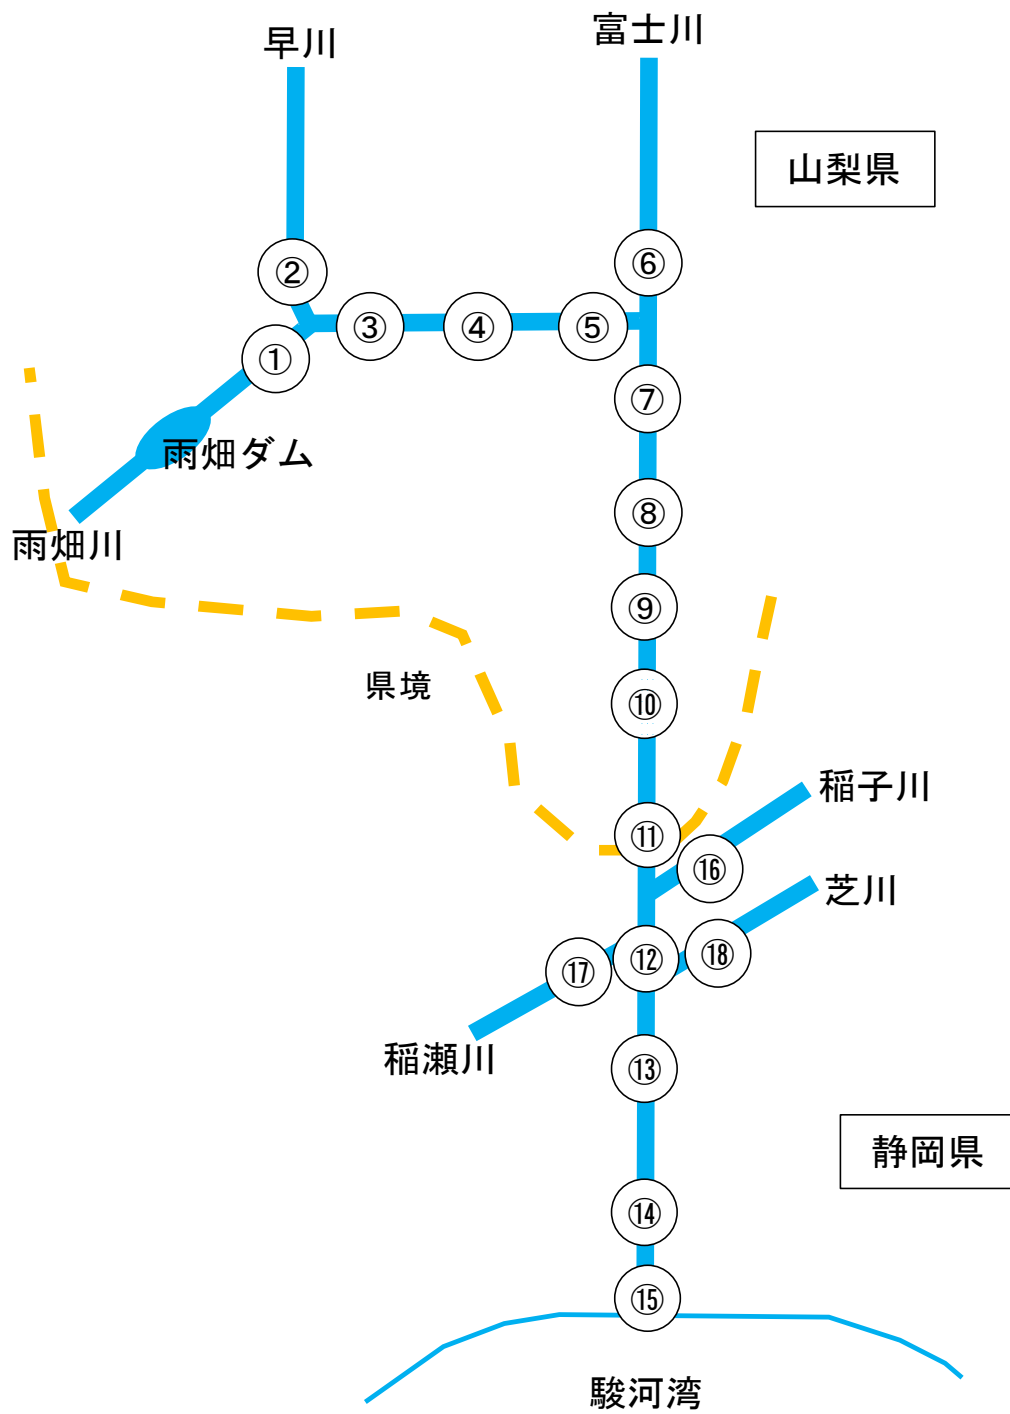 早川
富士川
山梨県
②
⑥
③
④
⑤
①
⑦
雨畑ダム
⑧
雨畑川
⑨
県境
⑩
稲子川
⑪
⑯
芝川
⑰
⑫
⑱
稲瀬川
⑬
静岡県
⑭
⑮
駿河湾